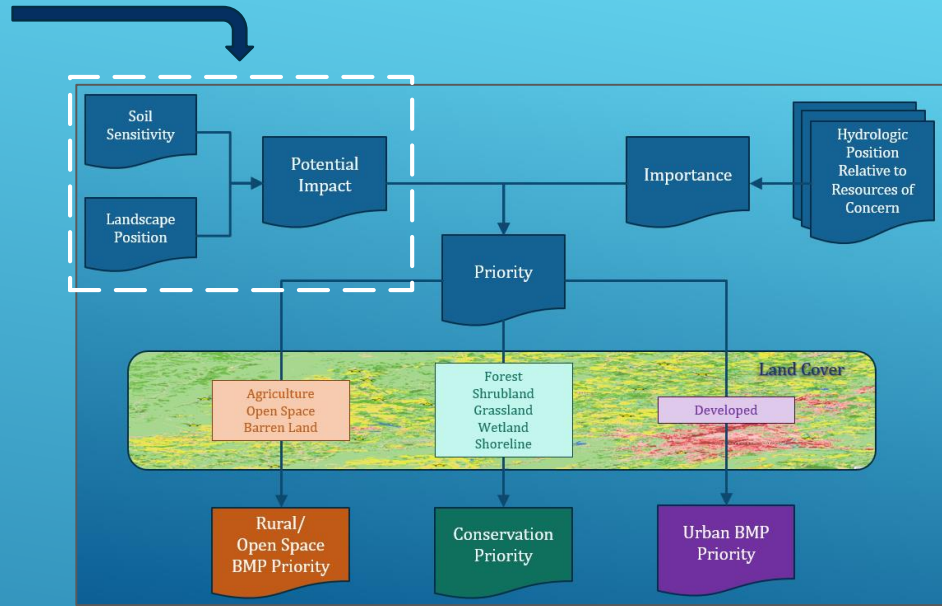 Soil
Sensitivity
Landscape
Position
Potential
Impact
Importance
Hydrologic
Position
Relative to
Resources of
Concern
Priority
Land Cover
Agriculture
Open Space
Barren Land
Forest
Shrubland
Grassland
Wetland
Shoreline
Developed
Rural/
Open Space
BMP Priority
Conservation
Priority
Urban BMP
Priority